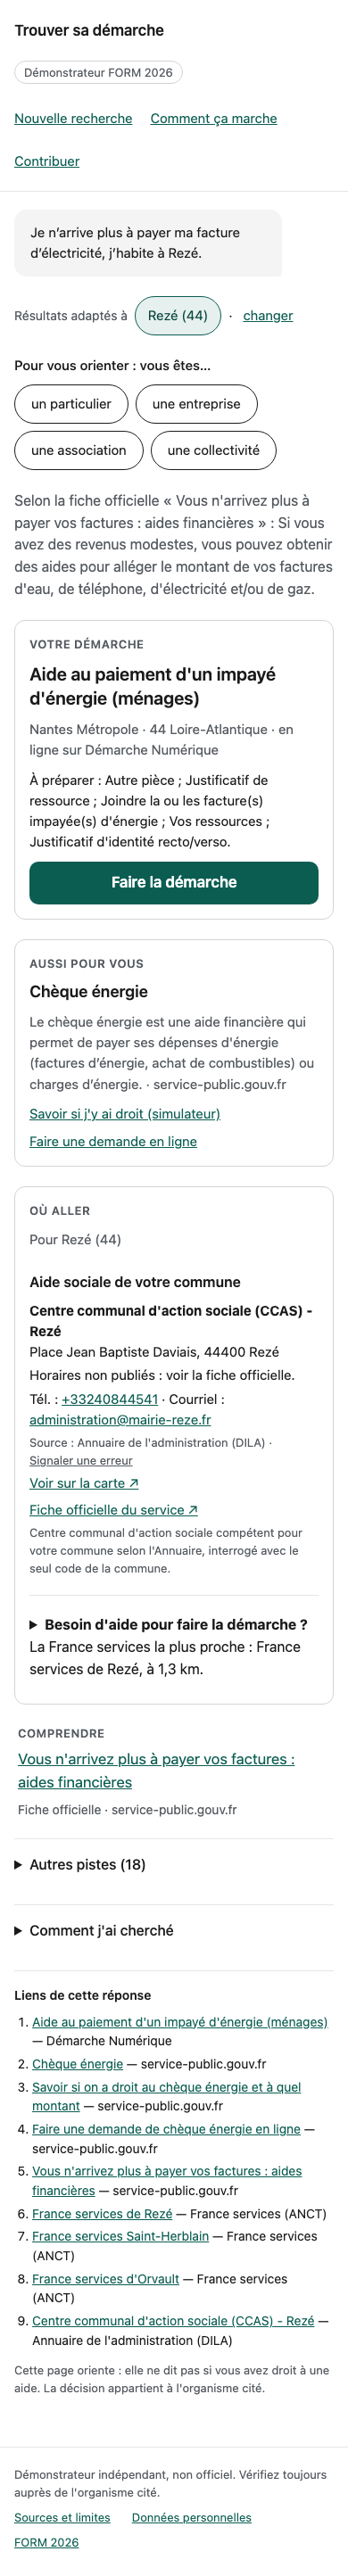 Trouver sa démarche
Démonstrateur FORM 2026
Nouvelle recherche Comment ça marche
Contribuer
Je n’arrive plus à payer ma facture
d’électricité, j’habite à Rezé.
Résultats adaptés à Rezé (44) · changer
Pour vous orienter : vous êtes...
un particulier une entreprise
une association une collectivité
Selon la fiche officielle « Vous n'arrivez plus à
payer vos factures : aides financières » : Si vous
avez des revenus modestes, vous pouvez obtenir
des aides pour alléger le montant de vos factures
d'eau, de téléphone, d'électricité et/ou de gaz.
VOTRE DÉMARCHE
Aide au paiement d'un impayé
d'énergie (ménages)
Nantes Métropole · 44 Loire-Atlantique · en
ligne sur Démarche Numérique
À préparer : Autre pièce ; Justificatif de
ressource ; Joindre la ou les facture(s)
impayée(s) d'énergie ; Vos ressources ;
Justificatif d'identité recto/verso.
Faire la démarche
AUSSI POUR VOUS
Chèque énergie
Le chèque énergie est une aide financière qui
permet de payer ses dépenses d'énergie
(factures d’énergie, achat de combustibles) ou
charges d’énergie. · service-public.gouv.fr
Savoir si j'y ai droit (simulateur)
Faire une demande en ligne
OÙ ALLER
Pour Rezé (44)
Aide sociale de votre commune
Centre communal d'action sociale (CCAS) -
Rezé
Place Jean Baptiste Daviais, 44400 Rezé
Horaires non publiés : voir la fiche officielle.
Tél. : +33240844541 · Courriel :
administration@mairie-reze.fr
Source : Annuaire de l'administration (DILA) ·
Signaler une erreur
Voir sur la carte ↗
Fiche officielle du service ↗
Centre communal d'action sociale compétent pour
votre commune selon l'Annuaire, interrogé avec le
seul code de la commune.
▶ Besoin d'aide pour faire la démarche ?
La France services la plus proche : France
services de Rezé, à 1,3 km.
COMPRENDRE
Vous n'arrivez plus à payer vos factures :
aides financières
Fiche officielle · service-public.gouv.fr
▶ Autres pistes (18)
▶ Comment j'ai cherché
Liens de cette réponse
1. Aide au paiement d'un impayé d'énergie (ménages)
— Démarche Numérique
2. Chèque énergie — service-public.gouv.fr
3. Savoir si on a droit au chèque énergie et à quel
montant — service-public.gouv.fr
4. Faire une demande de chèque énergie en ligne —
service-public.gouv.fr
5. Vous n'arrivez plus à payer vos factures : aides
financières — service-public.gouv.fr
6. France services de Rezé — France services (ANCT)
7. France services Saint-Herblain — France services
(ANCT)
8. France services d'Orvault — France services
(ANCT)
9. Centre communal d'action sociale (CCAS) - Rezé —
Annuaire de l'administration (DILA)
Cette page oriente : elle ne dit pas si vous avez droit à une
aide. La décision appartient à l'organisme cité.
Démonstrateur indépendant, non officiel. Vérifiez toujours
auprès de l'organisme cité.
Sources et limites Données personnelles
FORM 2026